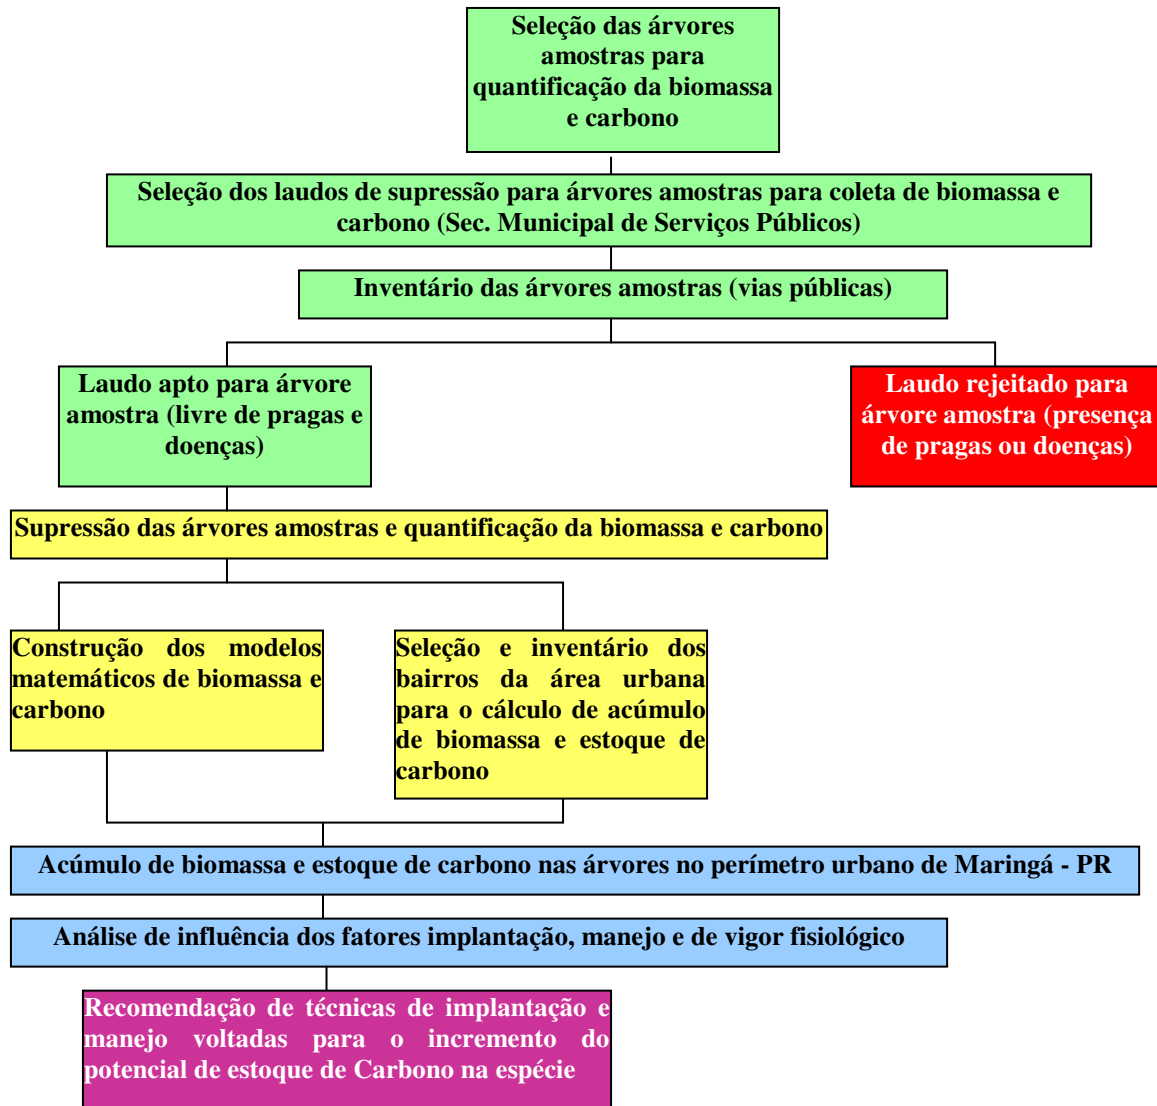 Seleção das árvores
amostras para
quantificação da biomassa
e carbono
Seleção dos laudos de supressão para árvores amostras para coleta de biomassa e
carbono (Sec. Municipal de Serviços Públicos)
Inventário das árvores amostras (vias públicas)
Laudo apto para árvore
amostra (livre de pragas e
doenças)
Laudo rejeitado para
árvore amostra (presença
de pragas ou doenças)
Supressão das árvores amostras e quantificação da biomassa e carbono
Construção dos modelos
matemáticos de biomassa e
carbono
Seleção e inventário dos
bairros da área urbana
para o cálculo de acúmulo
de biomassa e estoque de
carbono
Acúmulo de biomassa e estoque de carbono nas árvores no perímetro urbano de Maringá - PR
Análise de influência dos fatores implantação, manejo e de vigor fisiológico
Recomendação de técnicas de implantação e
manejo voltadas para o incremento do
potencial de estoque de Carbono na espécie